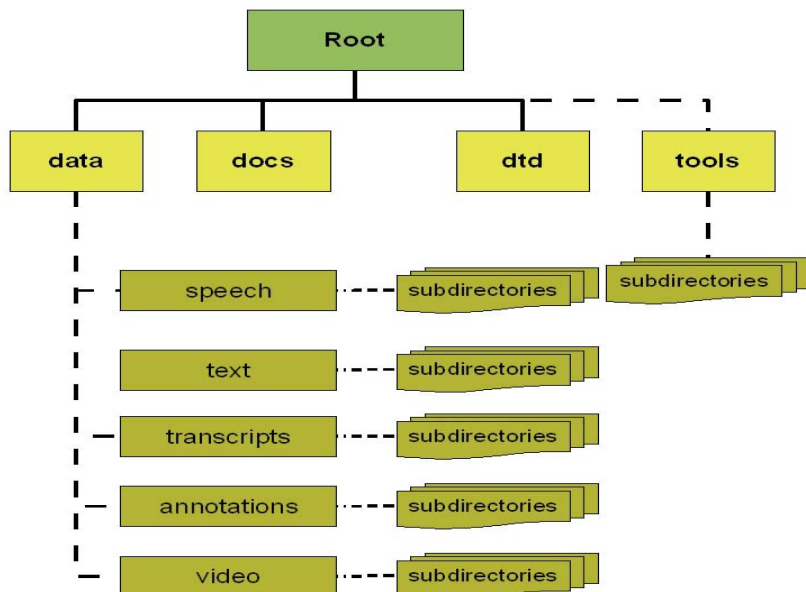 Root
data
docs
dtd
tools
speech
subdirectories
subdirectories
text
subdirectories
transcripts
subdirectories
annotations
subdirectories
video
subdirectories